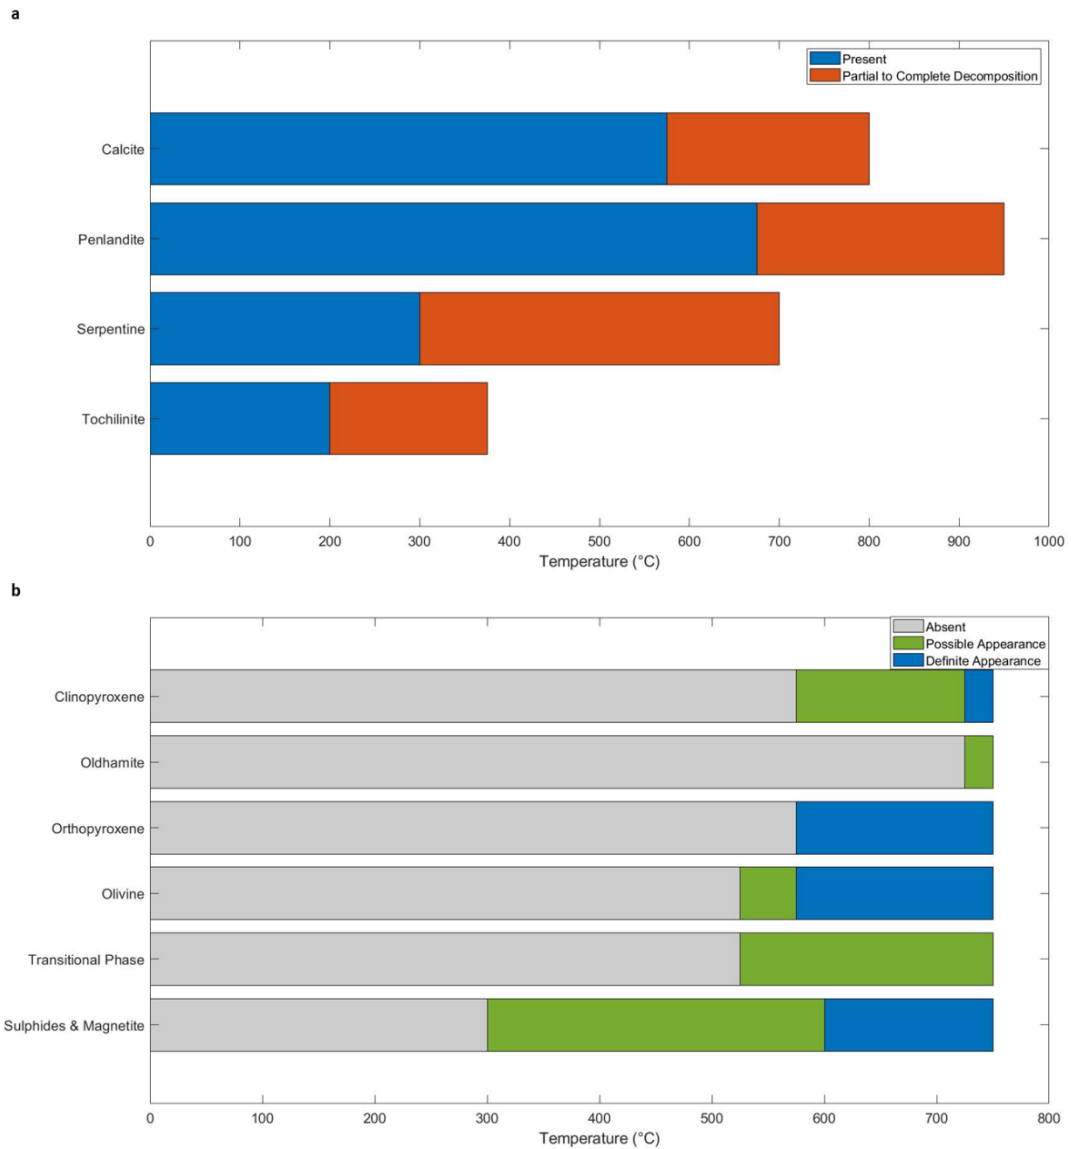 a
Present
Partial to Complete Decomposition
Calcite
Penlandite
Serpentine
Tochilinite
0 100 200 300 400 500 600 700 800 900 1000
Temperature (°C)
b
Absent
Possible Appearance
Definite Appearance
Clinopyroxene
Oldhamite
Orthopyroxene
Olivine
Transitional Phase
Sulphides & Magnetite
0 100 200 300 400 500 600 700 800
Temperature (°C)